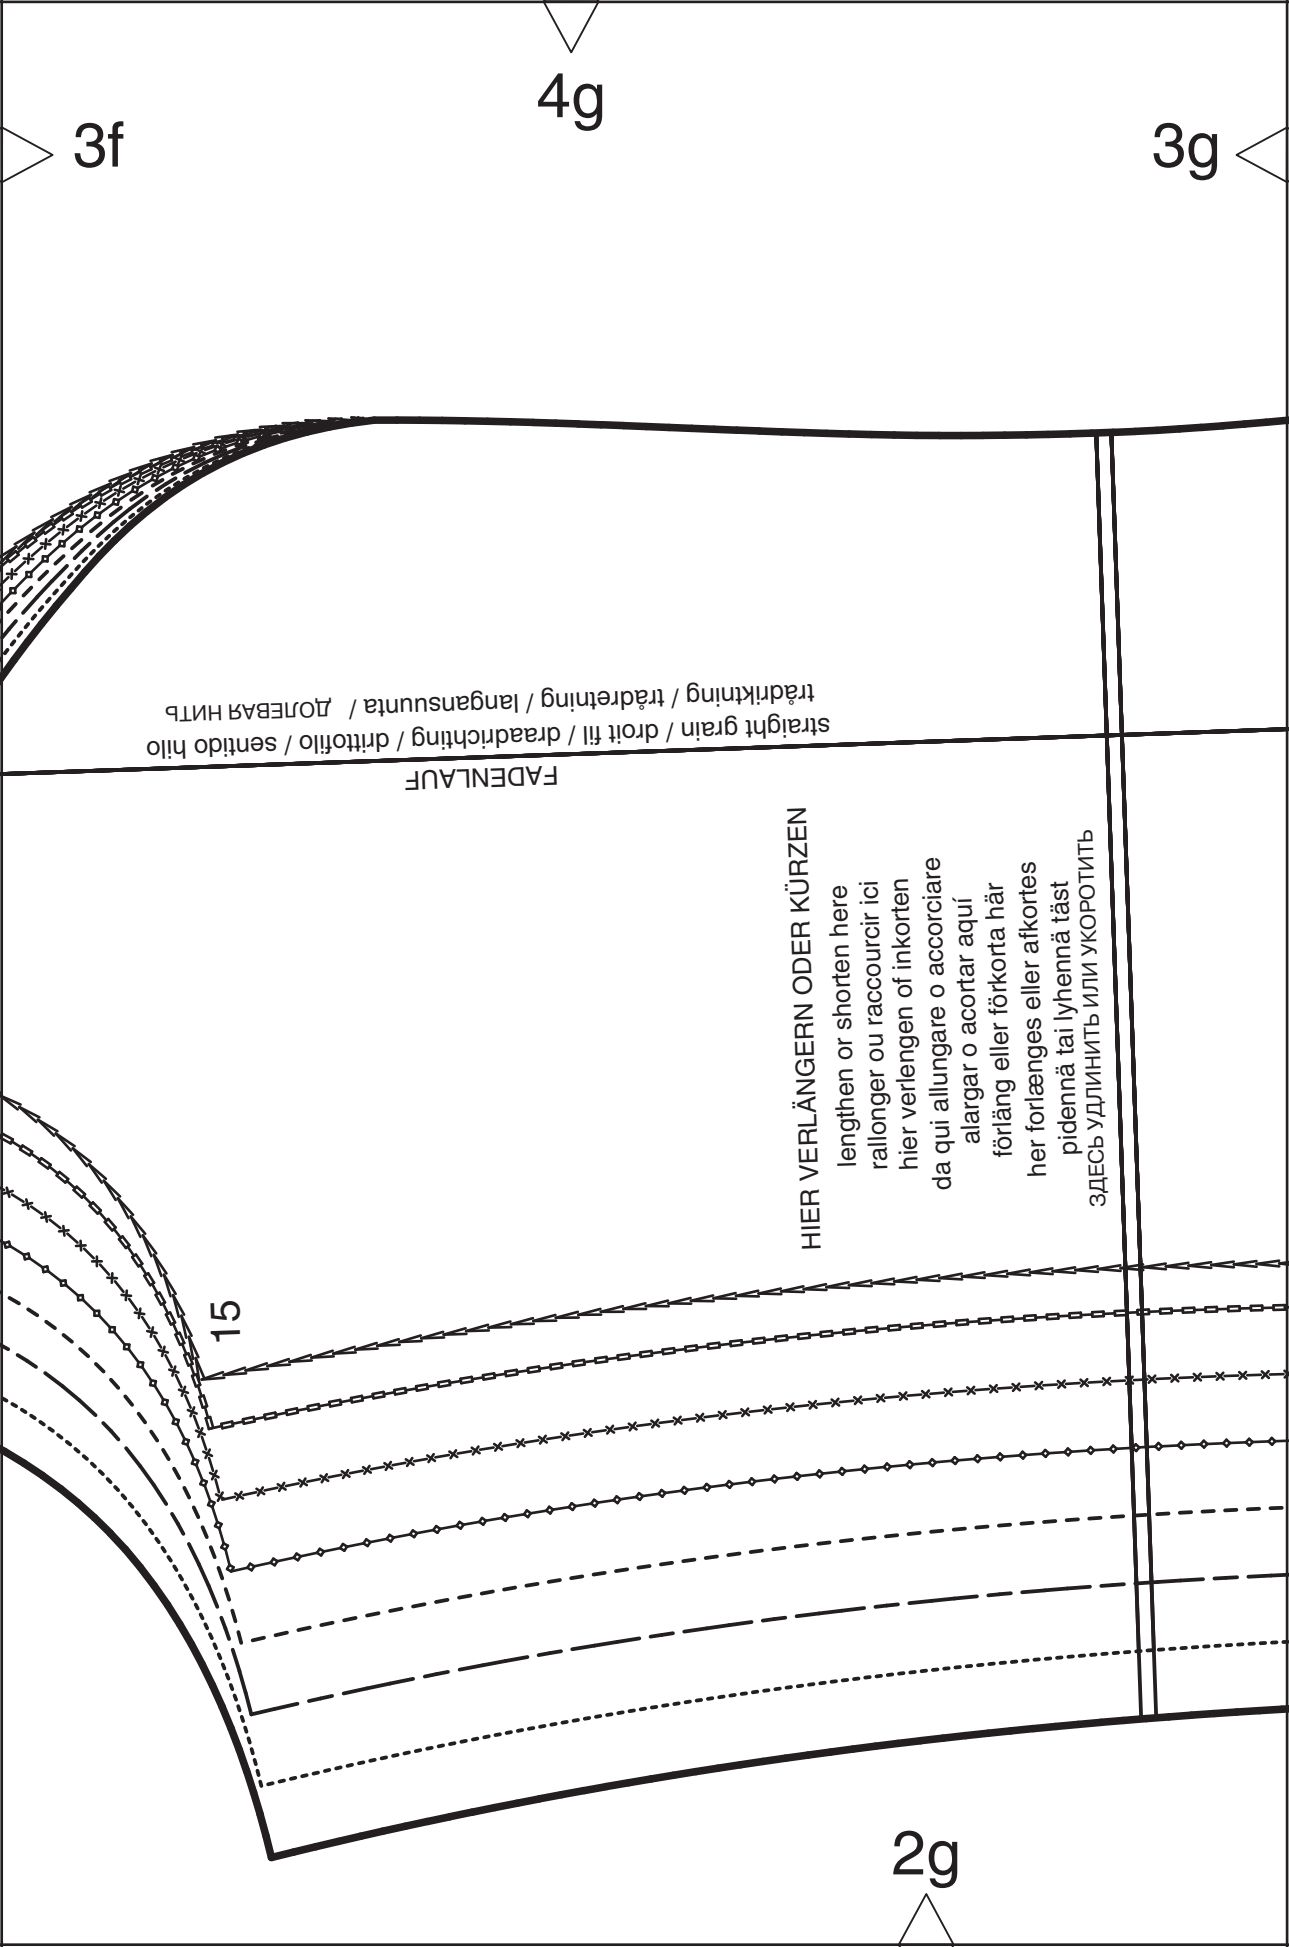 4g
3f
3g
FADENLAUF
straight grain / droit fil / draadrichting / drittofilo / sentido hilo
trådriktning / trådretning / langansuunta / ДОЛЕВАЯ НИТЬ
HIER VERLÄNGERN ODER KÜRZEN
lengthen or shorten here
rallonger ou raccourcir ici
hier verlengen of inkorten
da qui allungare o accorciare
alargar o acortar aquí
förläng eller förkorta här
her forlænges eller afkortes
pidennä tai lyhennä täst
ЗДЕСЬ УДЛИНИТЬ ИЛИ УКОРОТИТЬ
15
2g